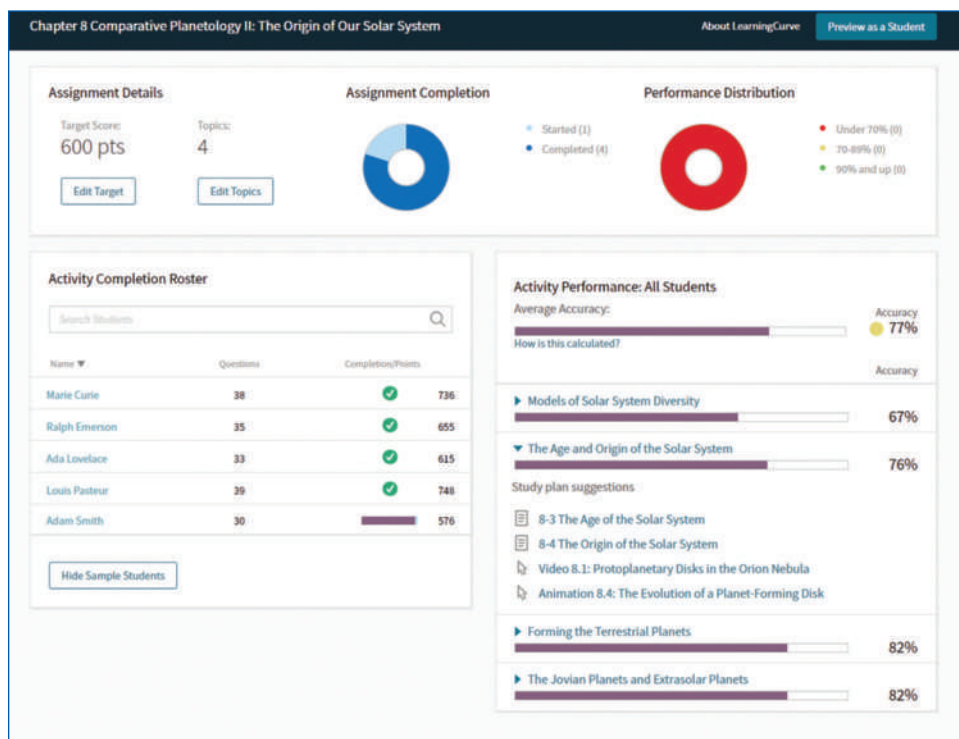 Chapter 8 Comparative Planetology II: The Origin of Our Solar System
About LearningCurve
Preview as a Student
Assignment Details
Target Score:
600 pts
Edit Target
Topics:
4
Edit Topics
Assignment Completion
Started (1)
Completed (4)
Performance Distribution
Under 70% (0)
70-89% (0)
90% and up (0)
Activity Completion Roster
Search Students
Name ▼ Questions Completion/Points
Marie Curie 38 736
Ralph Emerson 35 655
Ada Lovelace 33 615
Louis Pasteur 39 748
Adam Smith 30 576
Hide Sample Students
Activity Performance: All Students
Average Accuracy:
Accuracy
77%
How is this calculated?
Accuracy
Models of Solar System Diversity
67%
The Age and Origin of the Solar System
76%
Study plan suggestions
8-3 The Age of the Solar System
8-4 The Origin of the Solar System
Video 8.1: Protoplanetary Disks in the Orion Nebula
Animation 8.4: The Evolution of a Planet-Forming Disk
Forming the Terrestrial Planets
82%
The Jovian Planets and Extrasolar Planets
82%